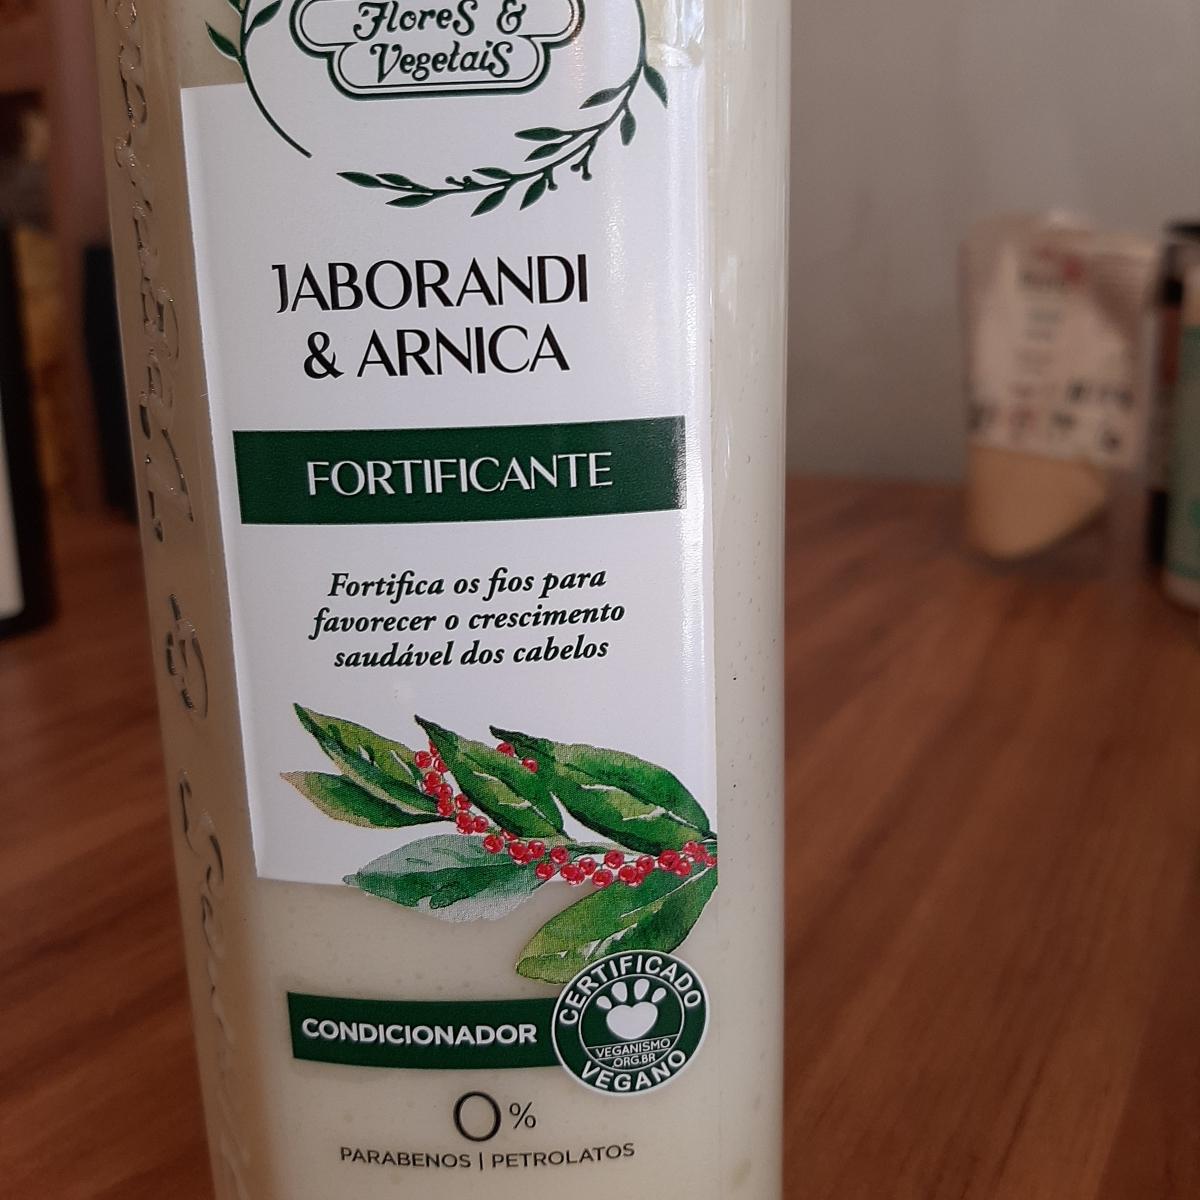 Flores &
Vegetais
JABORANDI
& ARNICA
FORTIFICANTE
Fortifica os fios para
favorecer o crescimento
saudável dos cabelos
CONDICIONADOR
CERTIFICADO
VEGANISMO
ORG.BR
VEGANO
0%
PARABENOS | PETROLATOS